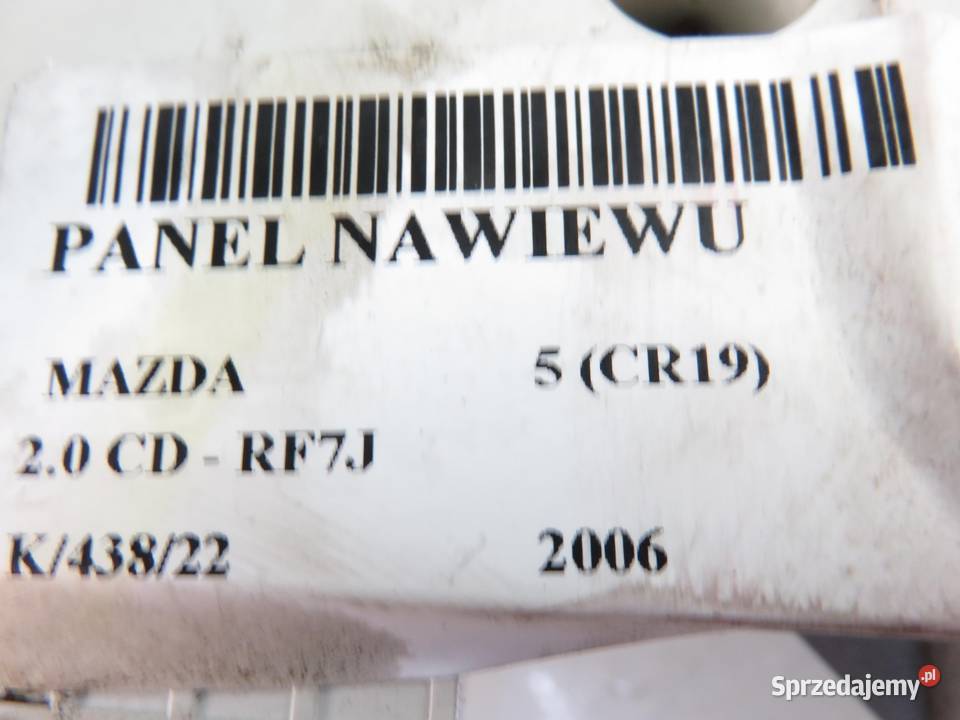 PANEL NAWIEWU
MAZDA 5 (CR19)
2.0 CD - RF7J
K/438/22 2006
Sprzedajemy.pl